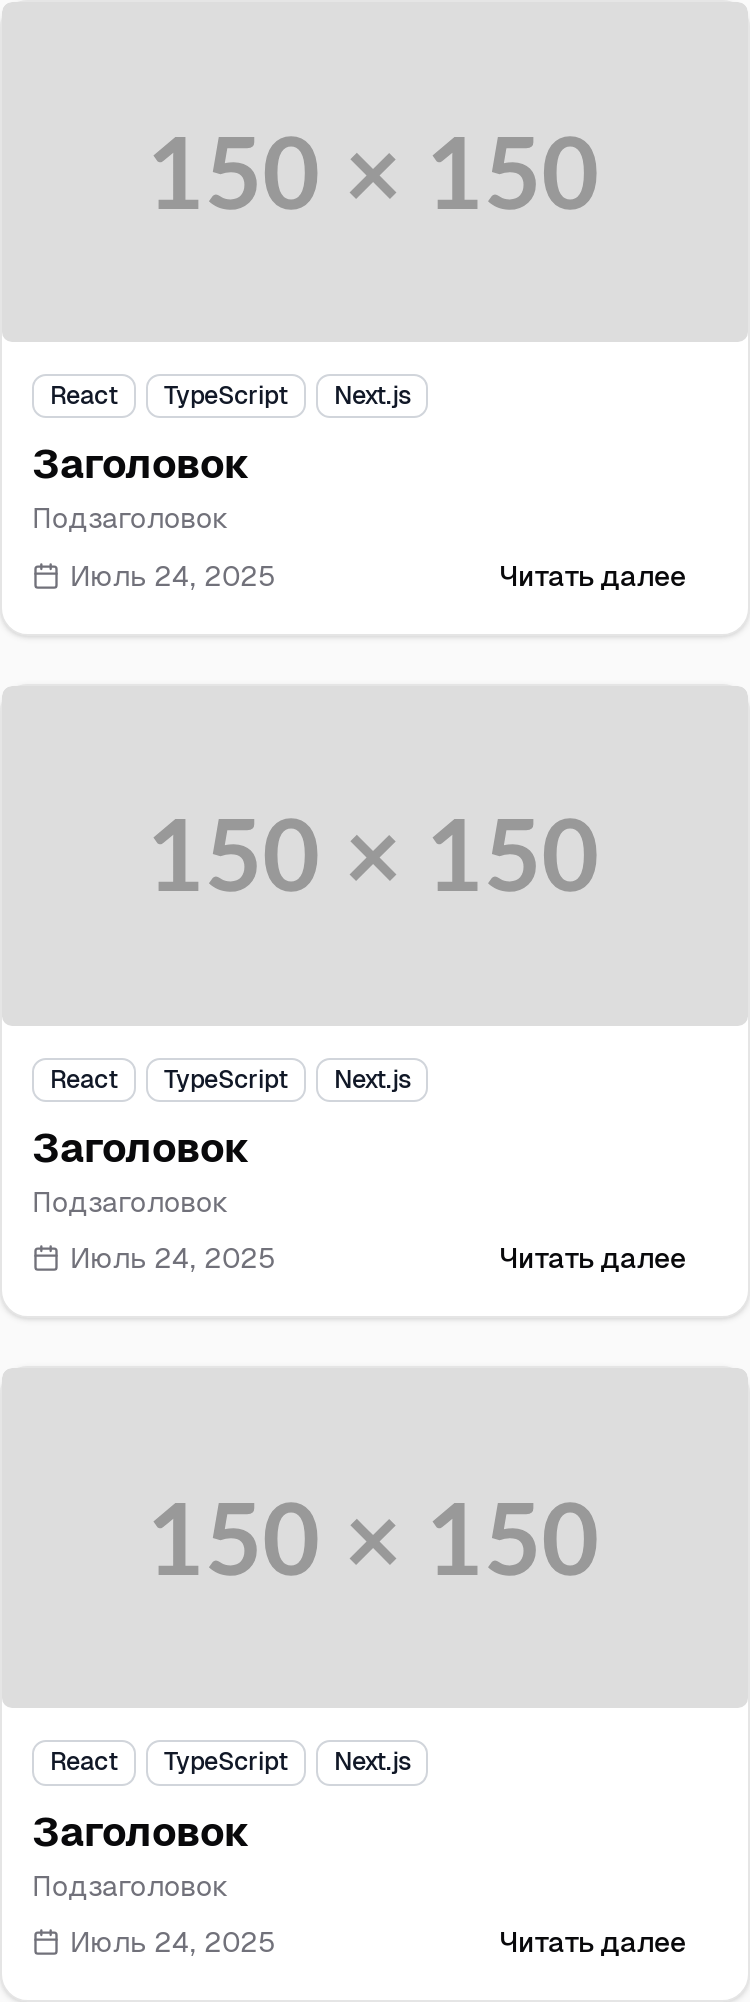 150 × 150
React TypeScript Next.js
Заголовок
Подзаголовок
Июль 24, 2025 Читать далее
150 × 150
React TypeScript Next.js
Заголовок
Подзаголовок
Июль 24, 2025 Читать далее
150 × 150
React TypeScript Next.js
Заголовок
Подзаголовок
Июль 24, 2025 Читать далее